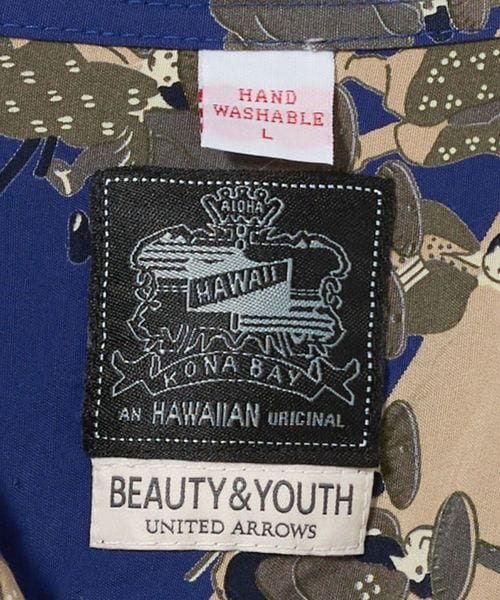 HAND
WASHABLE
L
ALOHA
HAWAII
KONA BAY
AN HAWAIIAN ORIGINAL
BEAUTY&YOUTH
UNITED ARROWS